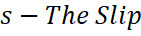 s − The Slip